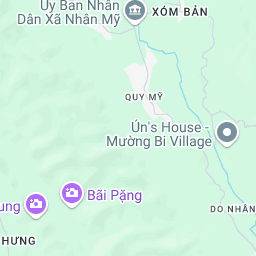 Ủy Ban Nhân
Dân Xã Nhân Mỹ
XÓM BẢN
QUY MỸ
Ún's House -
Mường Bi Village
Bãi Pặng
ung
DO NHÂN
HƯNG